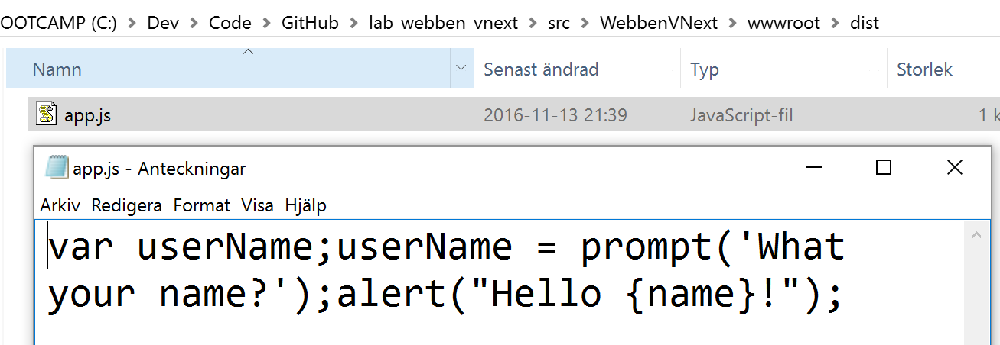 OOTCAMP (C:) > Dev > Code > GitHub > lab-webben-vnext > src > WebbenVNext > wwwroot > dist
Namn Senast ändrad Typ Storlek
app.js 2016-11-13 21:39 JavaScript-fil 1 k
app.js - Anteckningar
Arkiv Redigera Format Visa Hjälp
var userName;userName = prompt('What
your name?');alert("Hello {name}!");